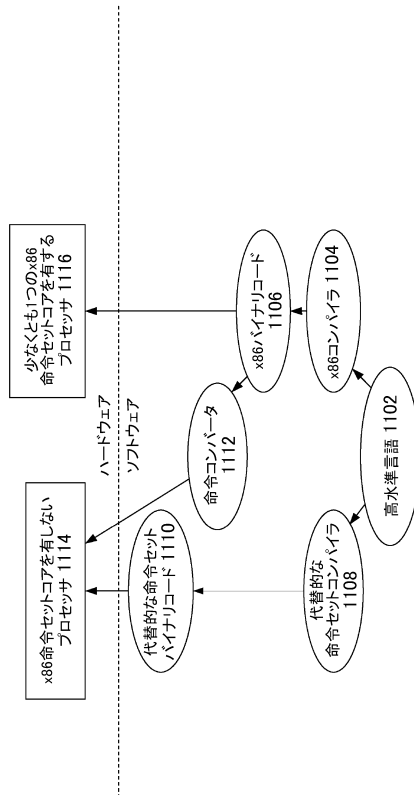 x86命令セットコアを有しない
プロセッサ 1114
少なくとも1つのx86
命令セットコアを有する
プロセッサ 1116
ハードウェア
ソフトウェア
代替的な命令セット
バイナリコード 1110
命令コンバータ
1112
x86バイナリコード
1106
代替的な
命令セットコンパイラ
1108
x86コンパイラ 1104
高水準言語 1102